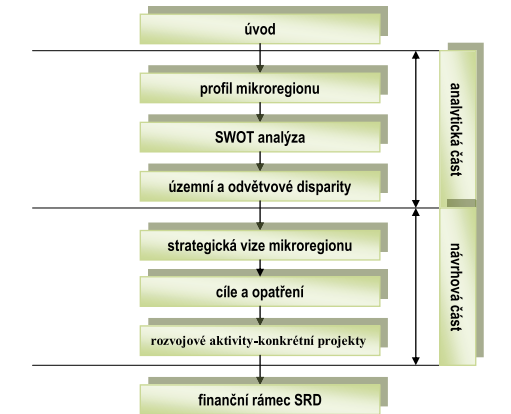 úvod
profil mikroregionu
SWOT analýza
územní a odvětvové disparity
analytická část
strategická vize mikroregionu
cíle a opatření
rozvojové aktivity-konkrétní projekty
návrhová část
finanční rámec SRD